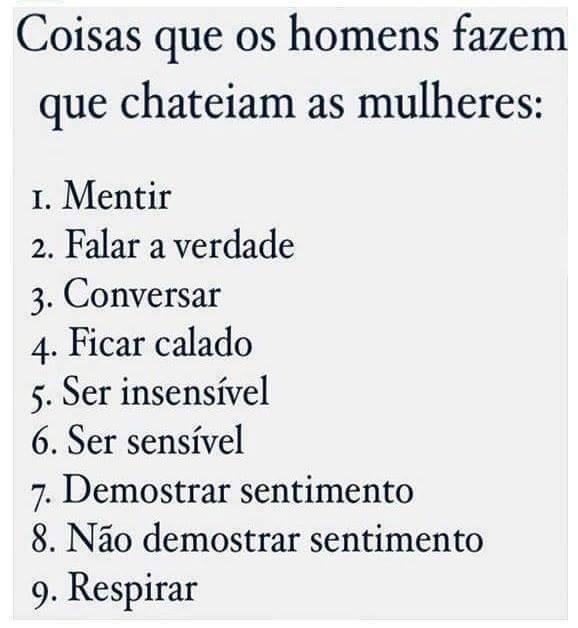 Coisas que os homens fazem
que chateiam as mulheres:
1. Mentir
2. Falar a verdade
3. Conversar
4. Ficar calado
5. Ser insensível
6. Ser sensível
7. Demostrar sentimento
8. Não demostrar sentimento
9. Respirar